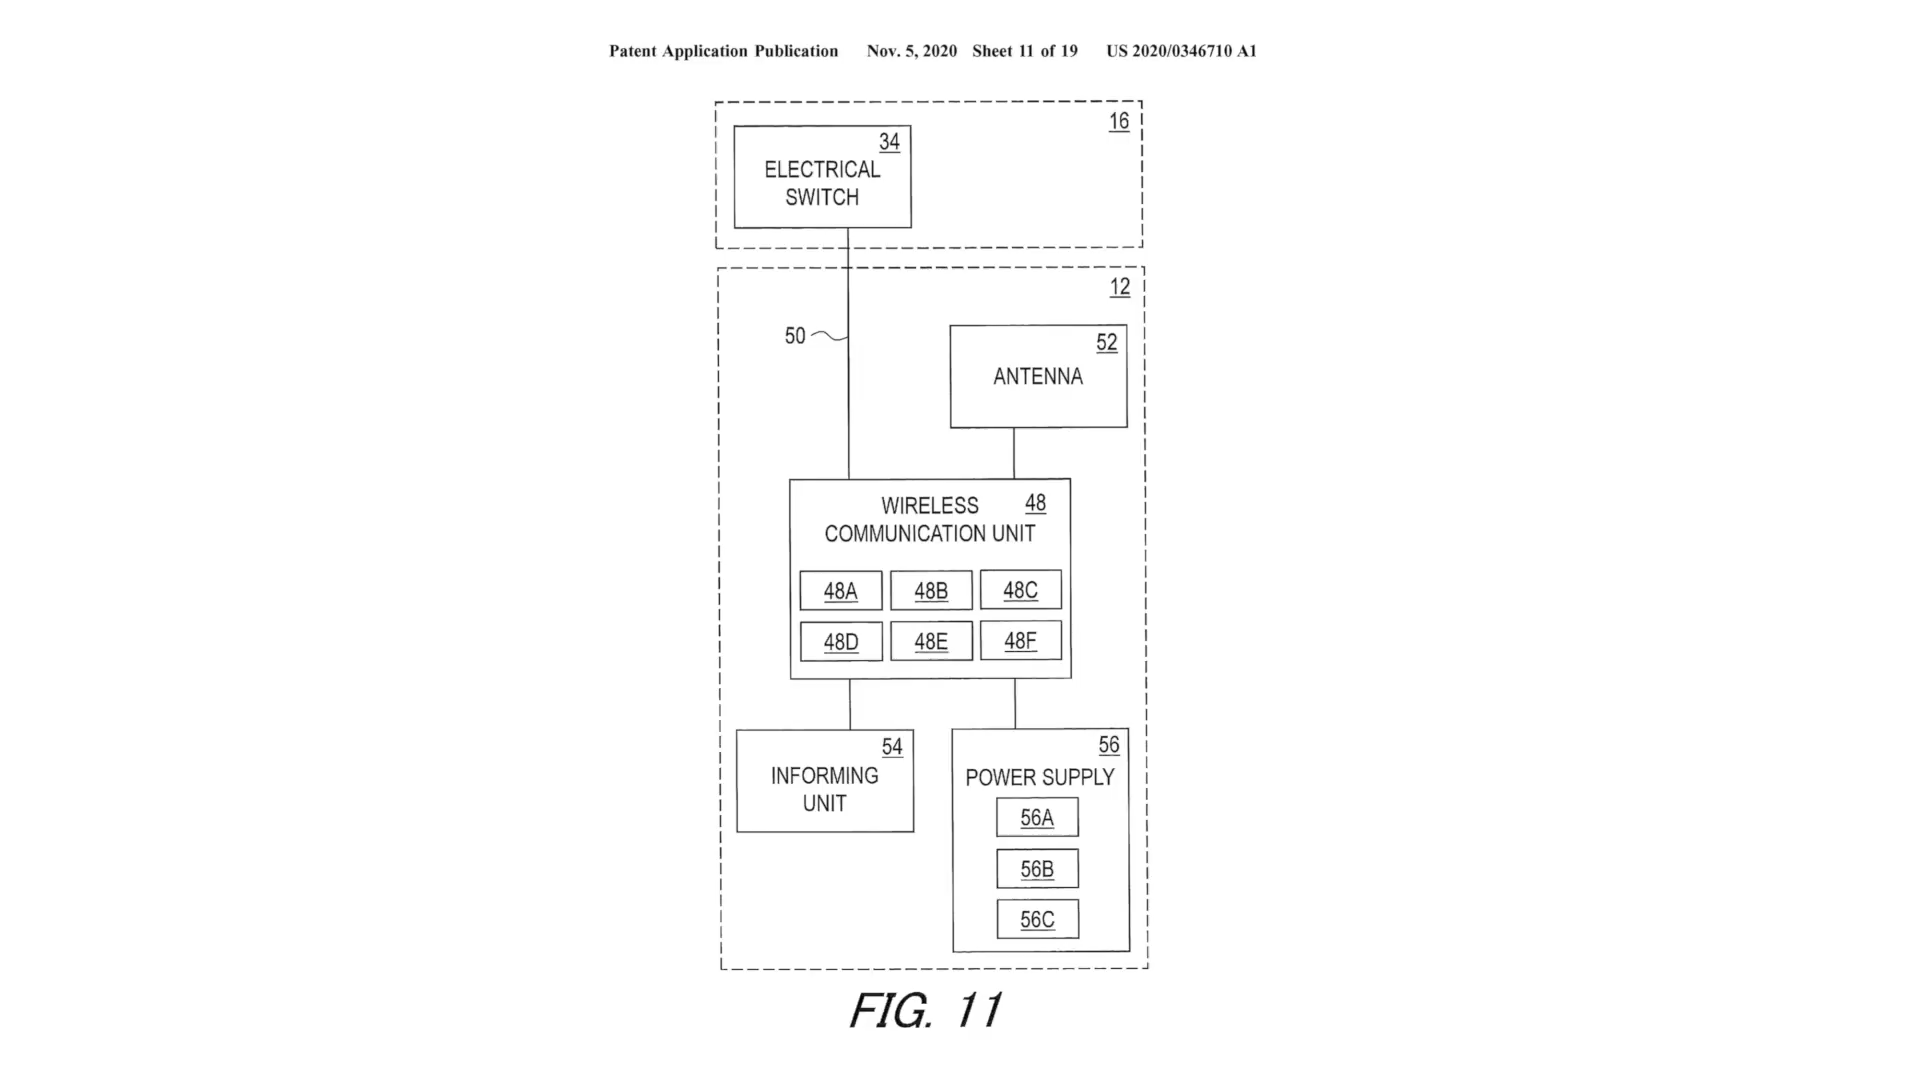 Patent Application Publication Nov. 5, 2020 Sheet 11 of 19 US 2020/0346710 A1
16
34
ELECTRICAL
SWITCH
12
50
52
ANTENNA
WIRELESS 48
COMMUNICATION UNIT
48A 48B 48C
48D 48E 48F
54
INFORMING
UNIT
56
POWER SUPPLY
56A
56B
56C
FIG. 11